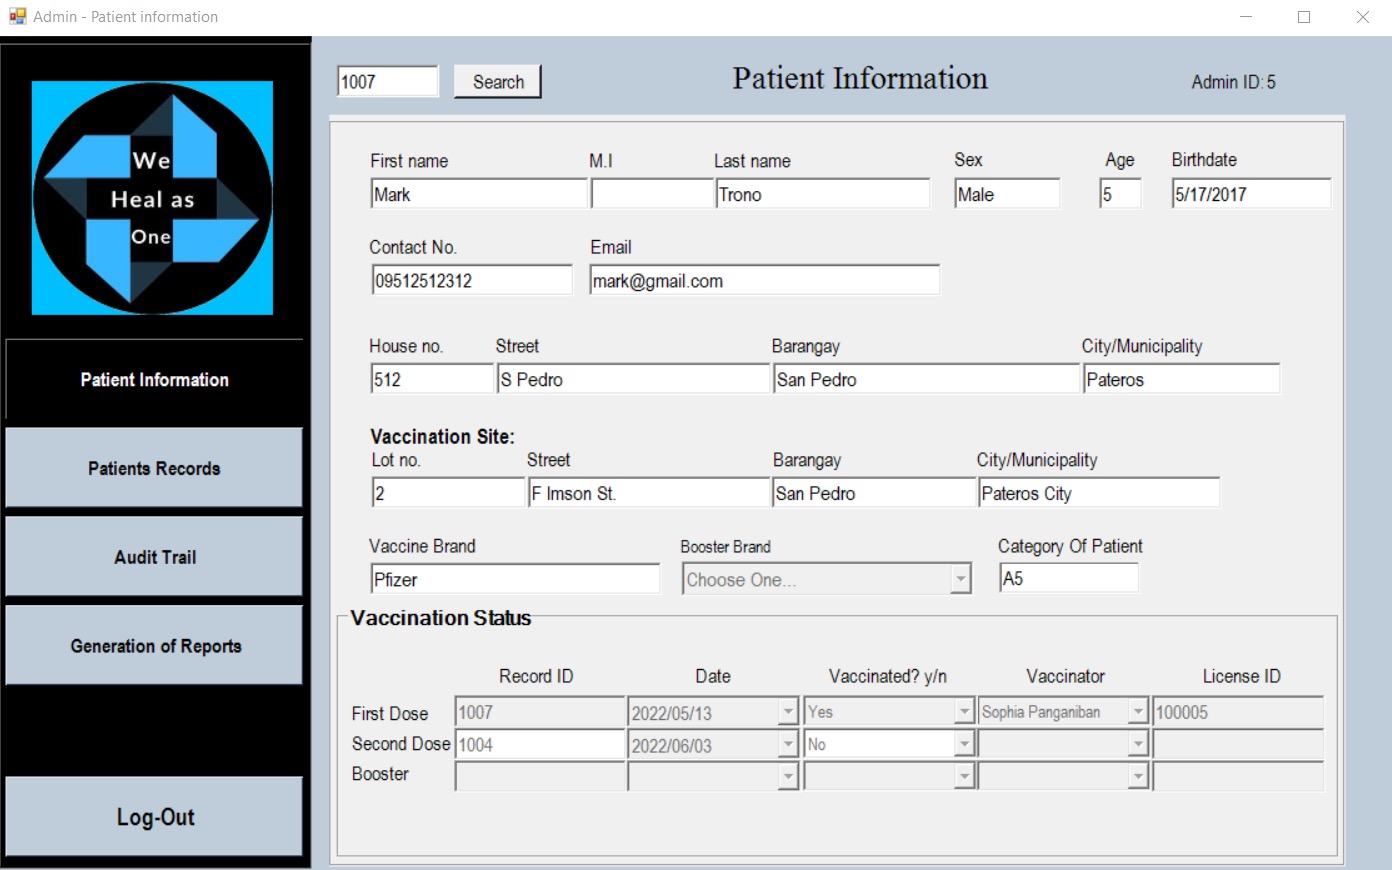 Admin - Patient information
We
Heal as
One
Patient Information
Patients Records
Audit Trail
Generation of Reports
Log-Out
1007 Search Patient Information Admin ID: 5
First name M.I Last name Sex Age Birthdate
Mark Trono Male 5 5/17/2017
Contact No. Email
09512512312 mark@gmail.com
House no. Street Barangay City/Municipality
512 S Pedro San Pedro Pateros
Vaccination Site:
Lot no. Street Barangay City/Municipality
2 F Imson St. San Pedro Pateros City
Vaccine Brand Booster Brand Category Of Patient
Pfizer Choose One... A5
Vaccination Status
Record ID Date Vaccinated? y/n Vaccinator License ID
First Dose 1007 2022/05/13 Yes Sophia Panganiban 100005
Second Dose 1004 2022/06/03 No
Booster